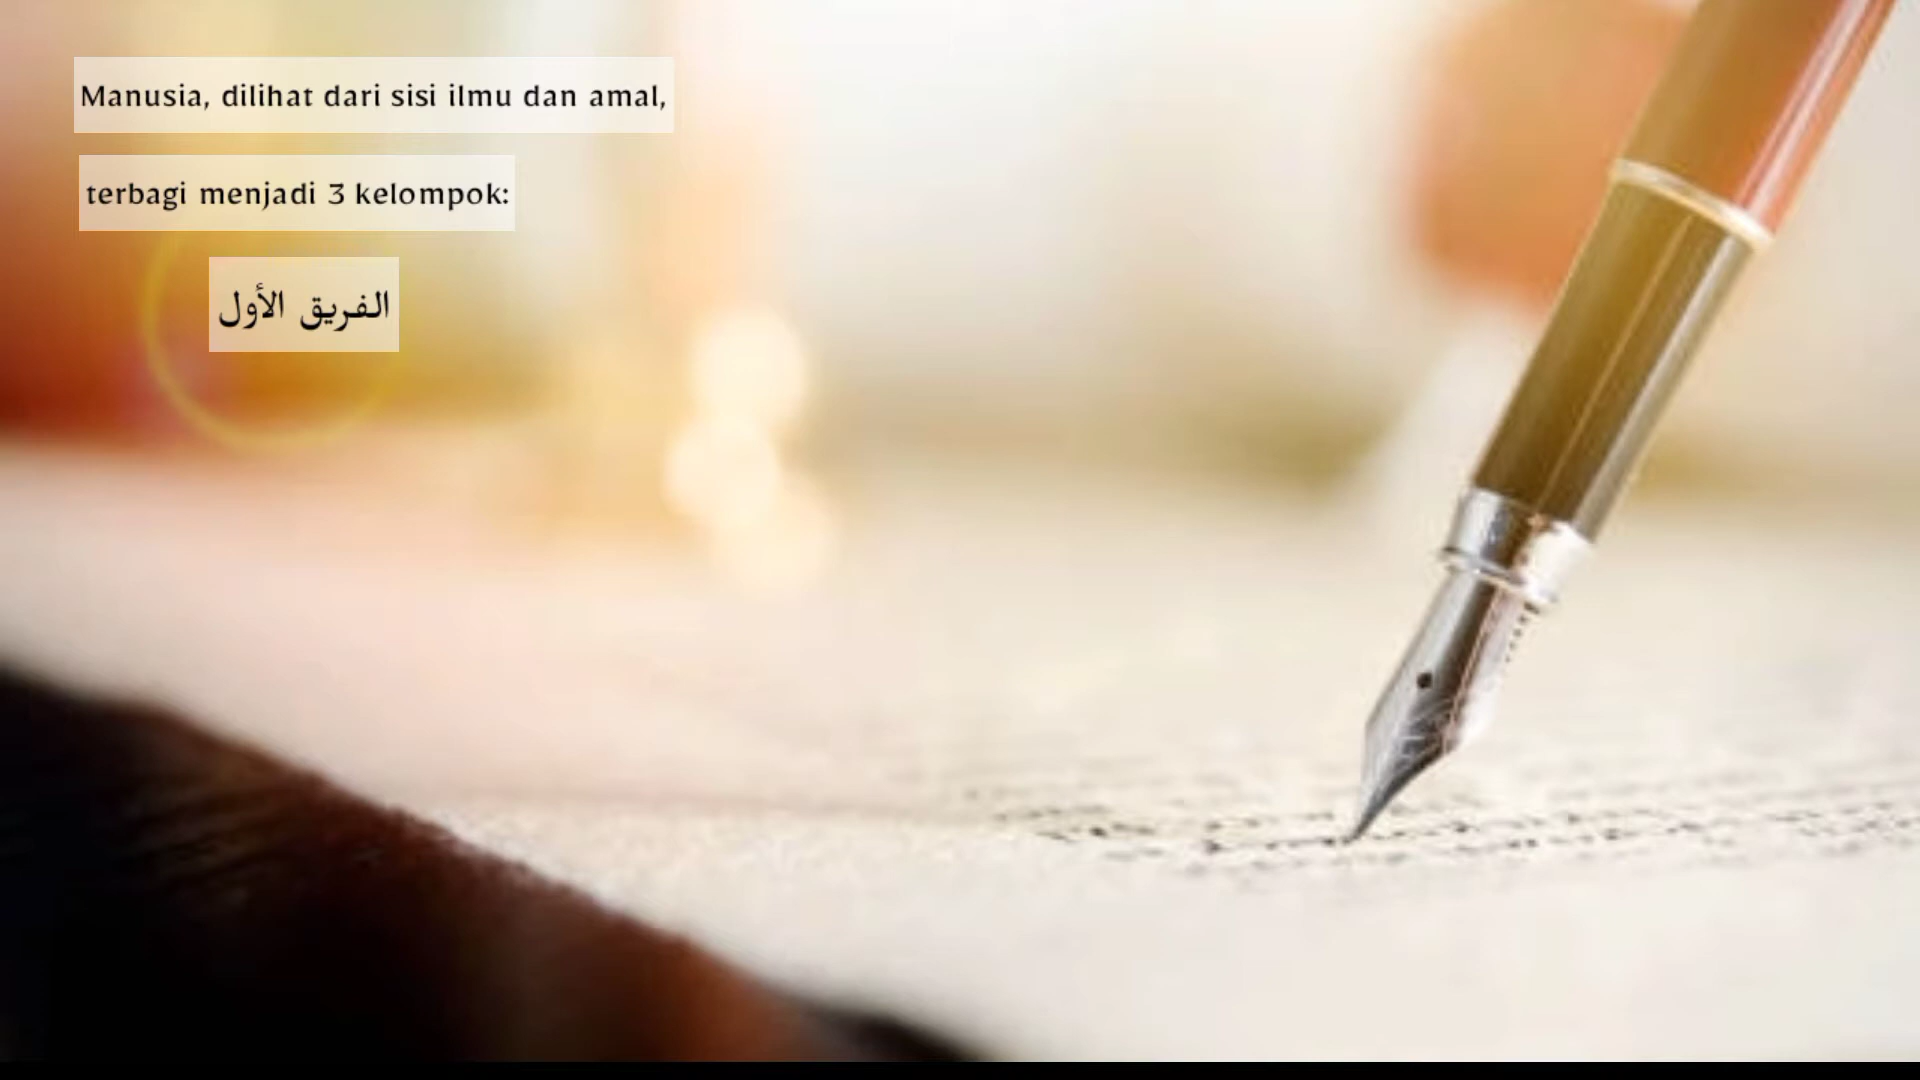 Manusia, dilihat dari sisi ilmu dan amal,
terbagi menjadi 3 kelompok:
الفريق الأول